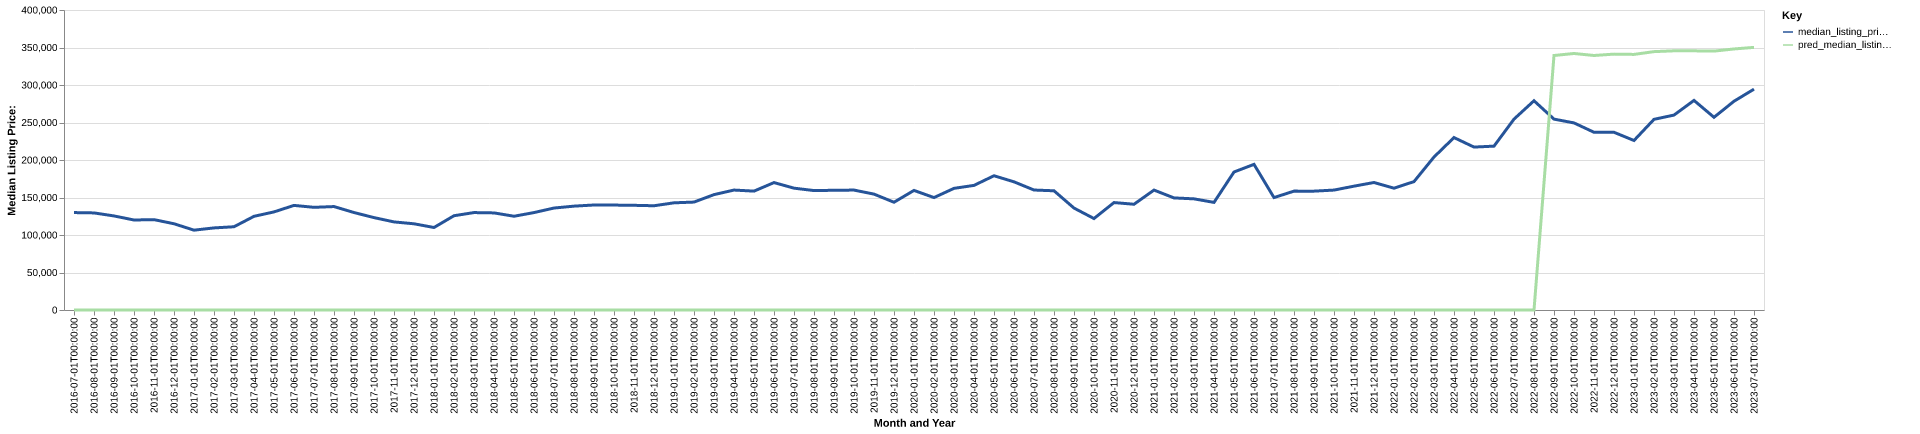 400,000
350,000
300,000
250,000
200,000
150,000
100,000
50,000
0
Median Listing Price:
2016-07-01T00:00:00
2016-08-01T00:00:00
2016-09-01T00:00:00
2016-10-01T00:00:00
2016-11-01T00:00:00
2016-12-01T00:00:00
2017-01-01T00:00:00
2017-02-01T00:00:00
2017-03-01T00:00:00
2017-04-01T00:00:00
2017-05-01T00:00:00
2017-06-01T00:00:00
2017-07-01T00:00:00
2017-08-01T00:00:00
2017-09-01T00:00:00
2017-10-01T00:00:00
2017-11-01T00:00:00
2017-12-01T00:00:00
2018-01-01T00:00:00
2018-02-01T00:00:00
2018-03-01T00:00:00
2018-04-01T00:00:00
2018-05-01T00:00:00
2018-06-01T00:00:00
2018-07-01T00:00:00
2018-08-01T00:00:00
2018-09-01T00:00:00
2018-10-01T00:00:00
2018-11-01T00:00:00
2018-12-01T00:00:00
2019-01-01T00:00:00
2019-02-01T00:00:00
2019-03-01T00:00:00
2019-04-01T00:00:00
2019-05-01T00:00:00
2019-06-01T00:00:00
2019-07-01T00:00:00
2019-08-01T00:00:00
2019-09-01T00:00:00
2019-10-01T00:00:00
2019-11-01T00:00:00
2019-12-01T00:00:00
2020-01-01T00:00:00
2020-02-01T00:00:00
2020-03-01T00:00:00
2020-04-01T00:00:00
2020-05-01T00:00:00
2020-06-01T00:00:00
2020-07-01T00:00:00
2020-08-01T00:00:00
2020-09-01T00:00:00
2020-10-01T00:00:00
2020-11-01T00:00:00
2020-12-01T00:00:00
2021-01-01T00:00:00
2021-02-01T00:00:00
2021-03-01T00:00:00
2021-04-01T00:00:00
2021-05-01T00:00:00
2021-06-01T00:00:00
2021-07-01T00:00:00
2021-08-01T00:00:00
2021-09-01T00:00:00
2021-10-01T00:00:00
2021-11-01T00:00:00
2021-12-01T00:00:00
2022-01-01T00:00:00
2022-02-01T00:00:00
2022-03-01T00:00:00
2022-04-01T00:00:00
2022-05-01T00:00:00
2022-06-01T00:00:00
2022-07-01T00:00:00
2022-08-01T00:00:00
2022-09-01T00:00:00
2022-10-01T00:00:00
2022-11-01T00:00:00
2022-12-01T00:00:00
2023-01-01T00:00:00
2023-02-01T00:00:00
2023-03-01T00:00:00
2023-04-01T00:00:00
2023-05-01T00:00:00
2023-06-01T00:00:00
2023-07-01T00:00:00
Month and Year
Key
median_listing_pri…
pred_median_listin…